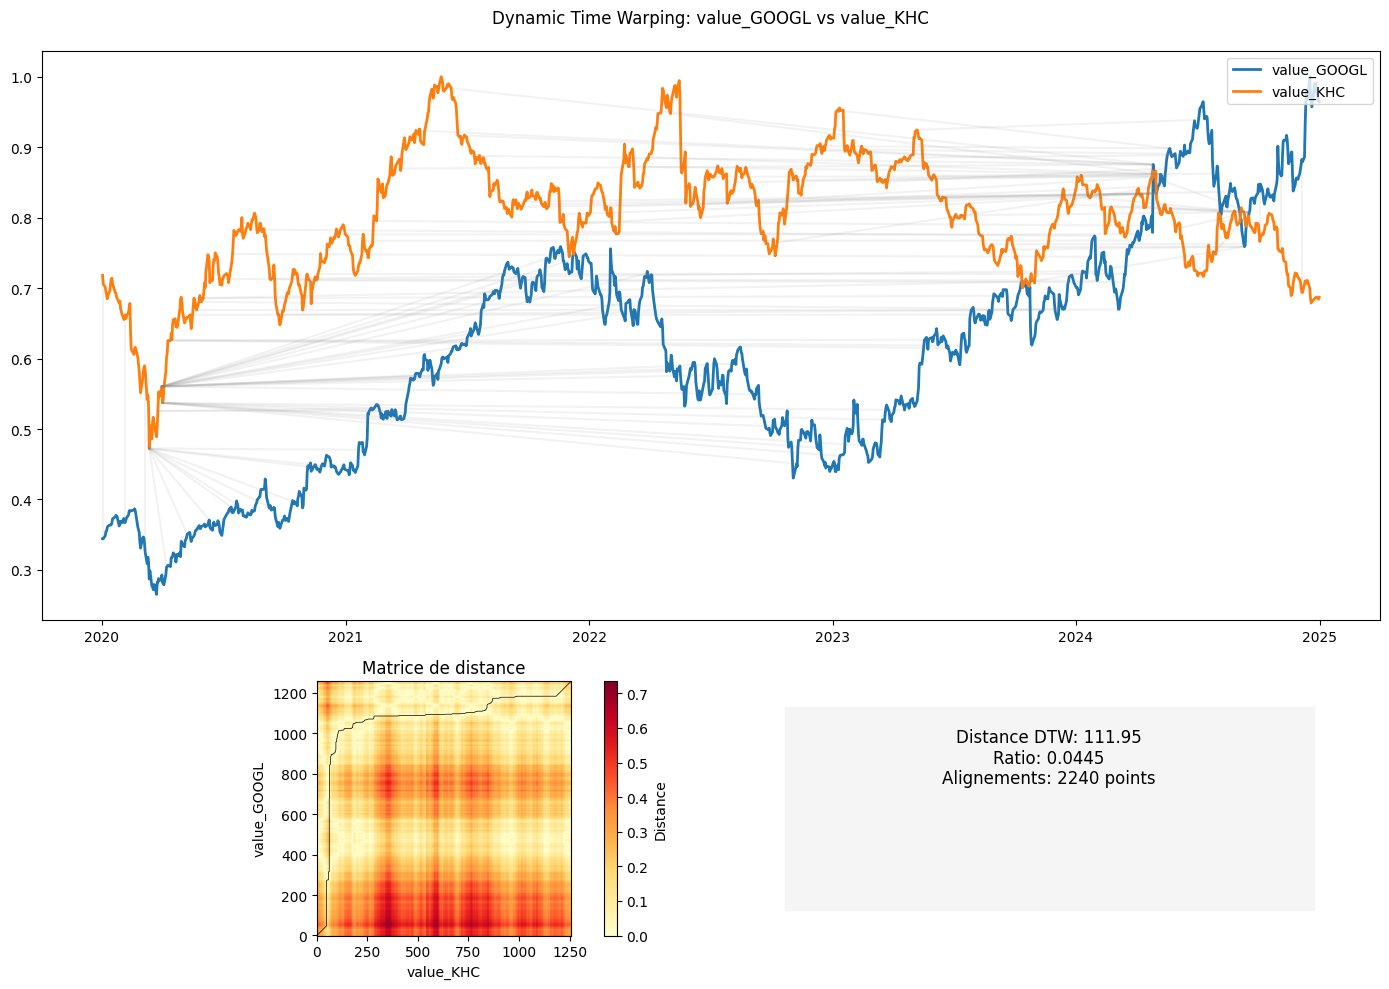 Dynamic Time Warping: value_GOOGL vs value_KHC
value_GOOGL
value_KHC
1.0
0.9
0.8
0.7
0.6
0.5
0.4
0.3
2020 2021 2022 2023 2024 2025
Matrice de distance
value_GOOGL
1200
1000
800
600
400
200
0
0 250 500 750 1000 1250
value_KHC
0.7
0.6
0.5
0.4
0.3
0.2
0.1
0.0
Distance
Distance DTW: 111.95
Ratio: 0.0445
Alignements: 2240 points